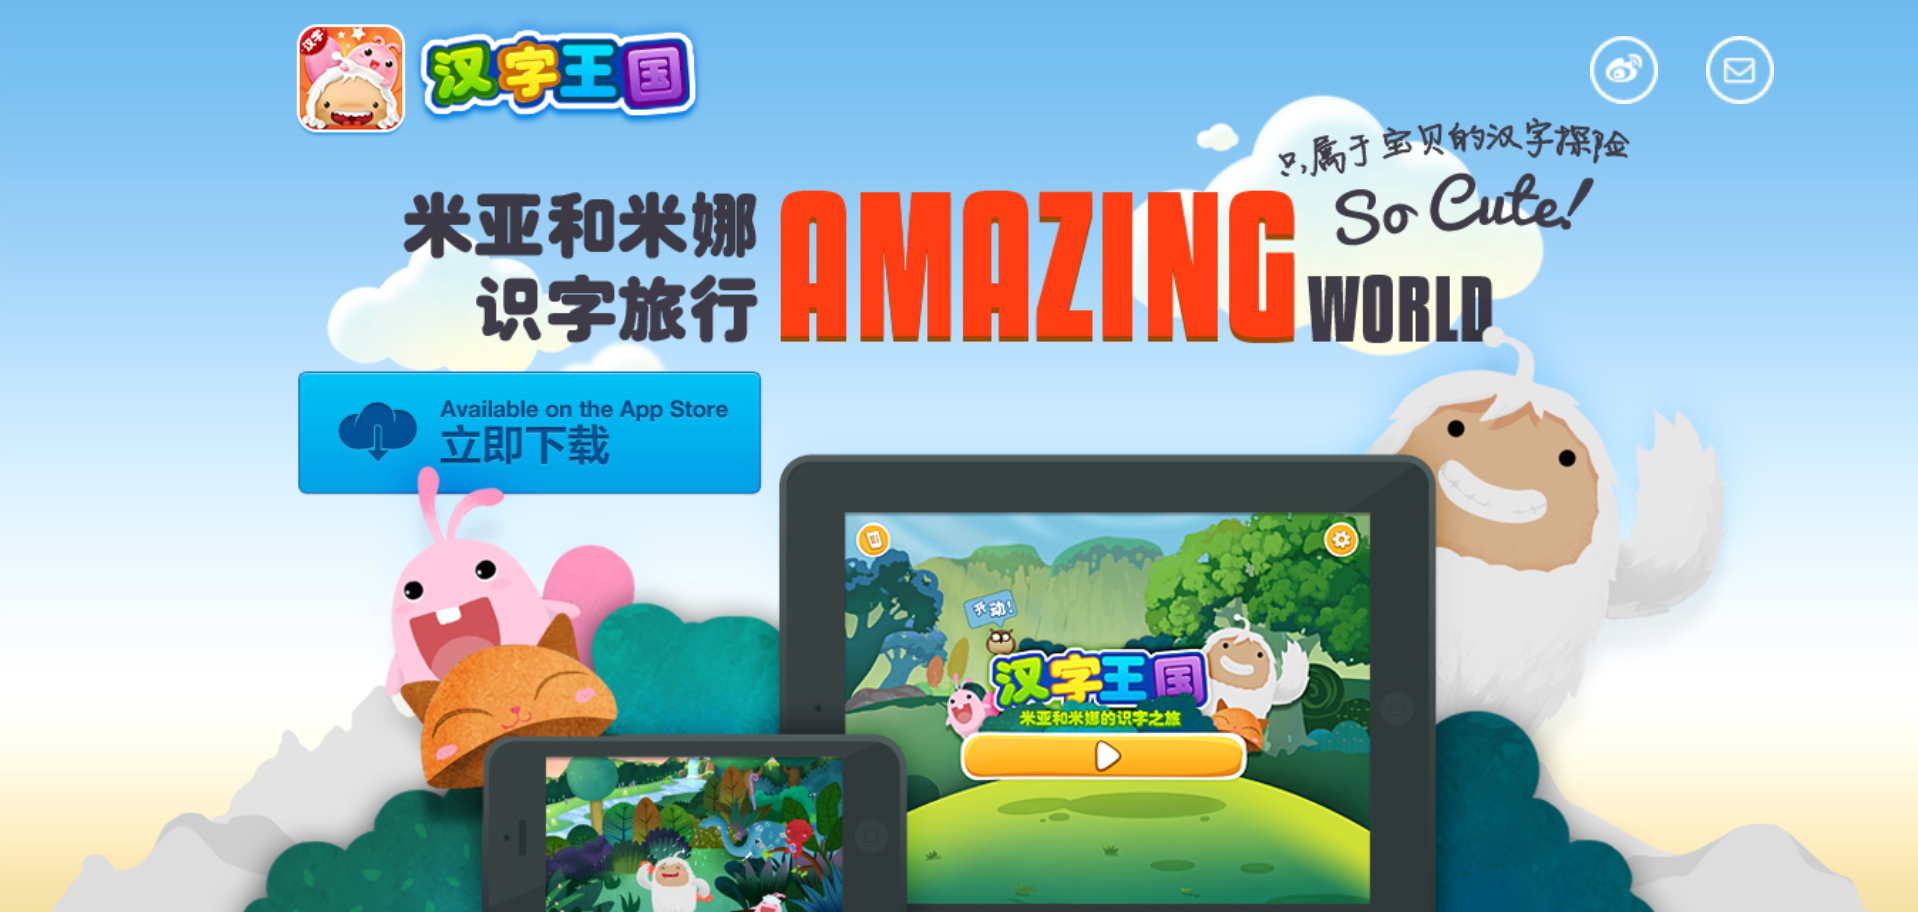 汉字
汉字王国
只,属于宝贝的汉字探险
So Cute!
米亚和米娜
识字旅行
AMAZING
WORLD
Available on the App Store
立即下载
开动!
汉字王国
米亚和米娜的识字之旅